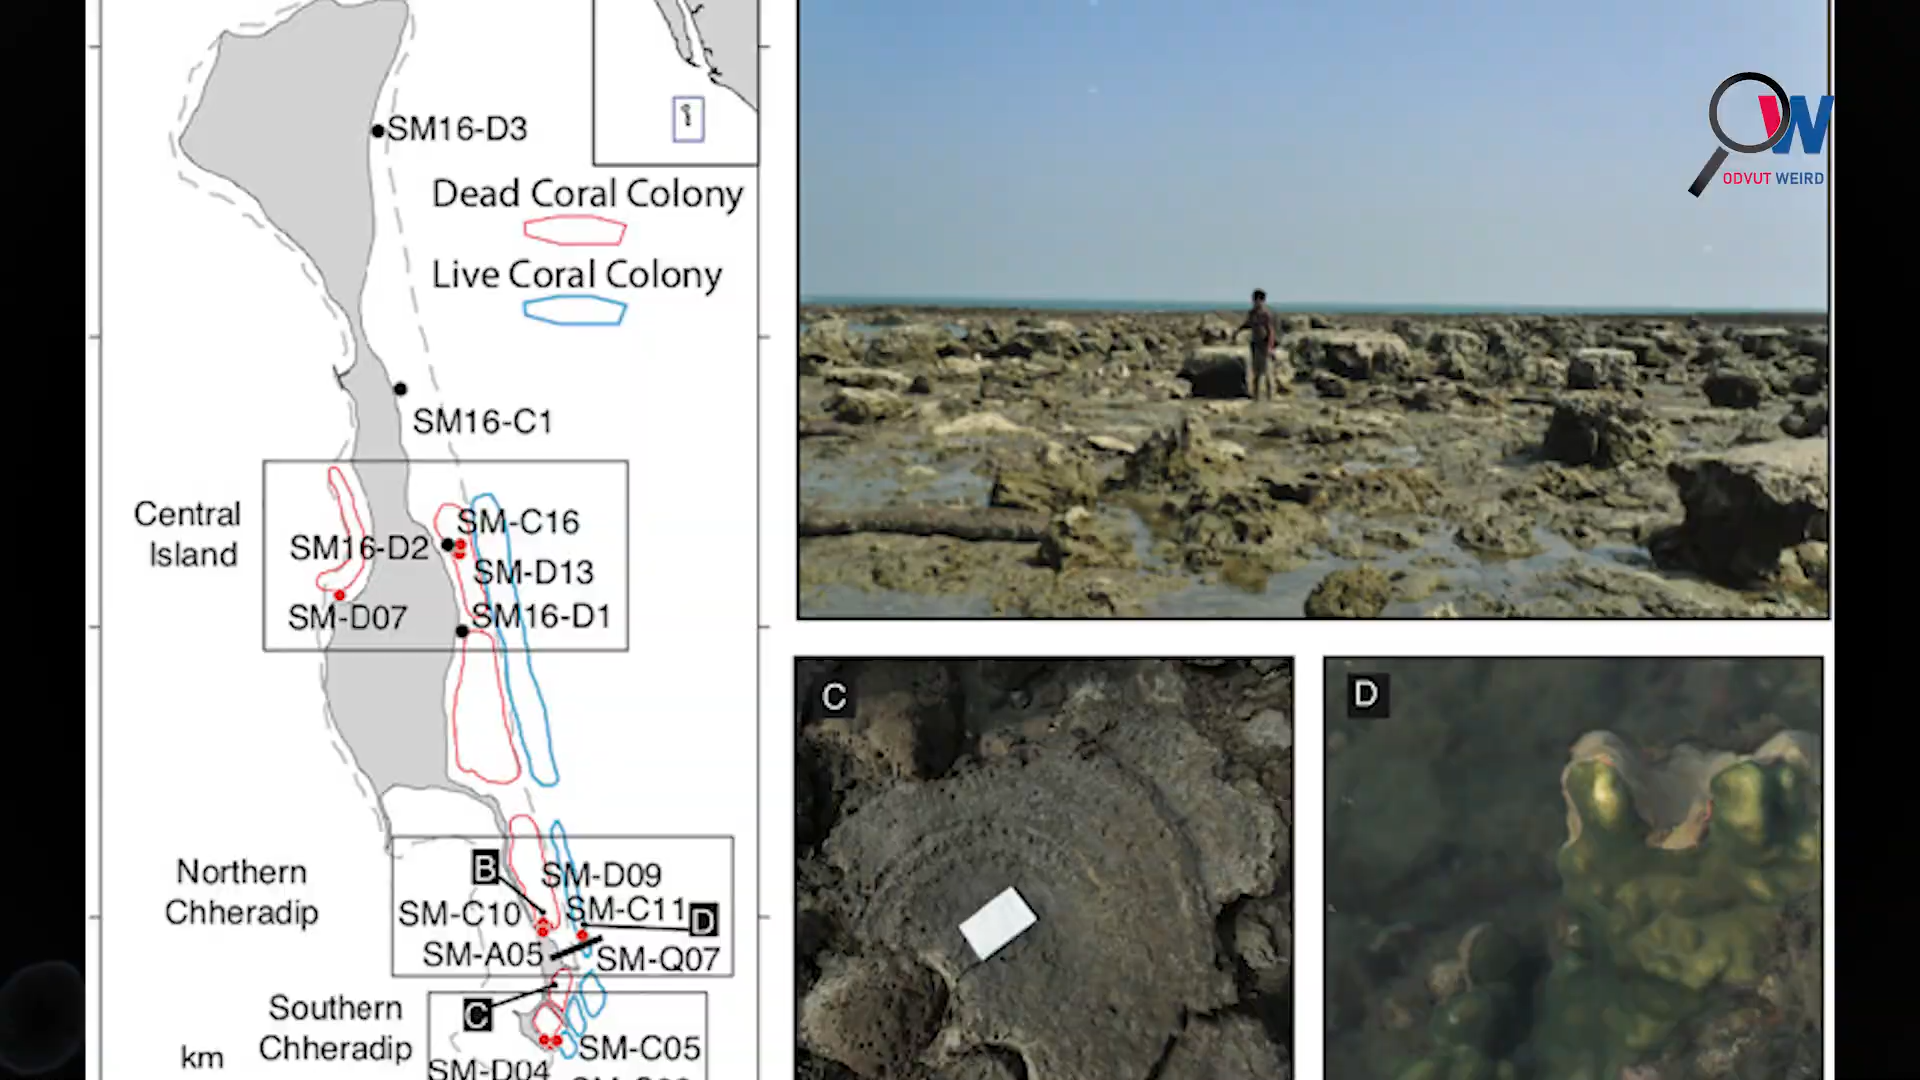 SM16-D3
Dead Coral Colony
Live Coral Colony
SM16-C1
Central
Island
SM-C16
SM16-D2
SM-D13
SM-D07
SM16-D1
Northern
Chheradip
B
SM-D09
SM-C10
SM-C11
D
SM-A05
SM-Q07
Southern
Chheradip
C
SM-C05
km
SM-D04
W
ODVUT WEIRD
C
D